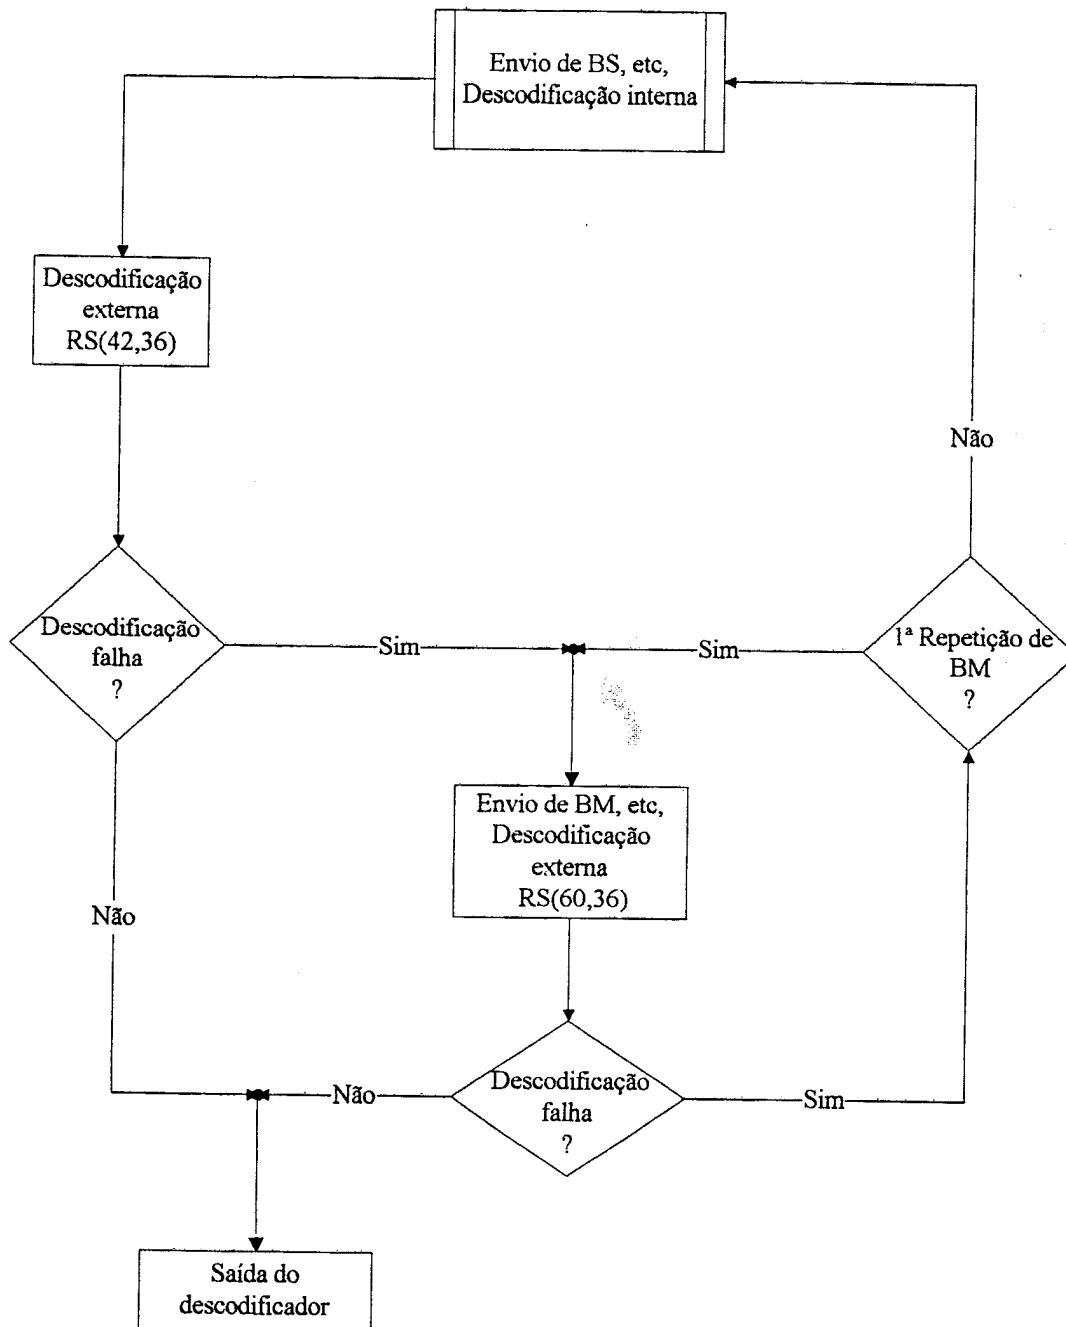 Envio de BS, etc,
Descodificação interna
Descodificação
externa
RS(42,36)
Não
Descodificação
falha
?
Sim
Sim
1ª Repetição de
BM
?
Envio de BM, etc,
Descodificação
externa
RS(60,36)
Não
Descodificação
falha
?
Não
Sim
Saída do
descodificador